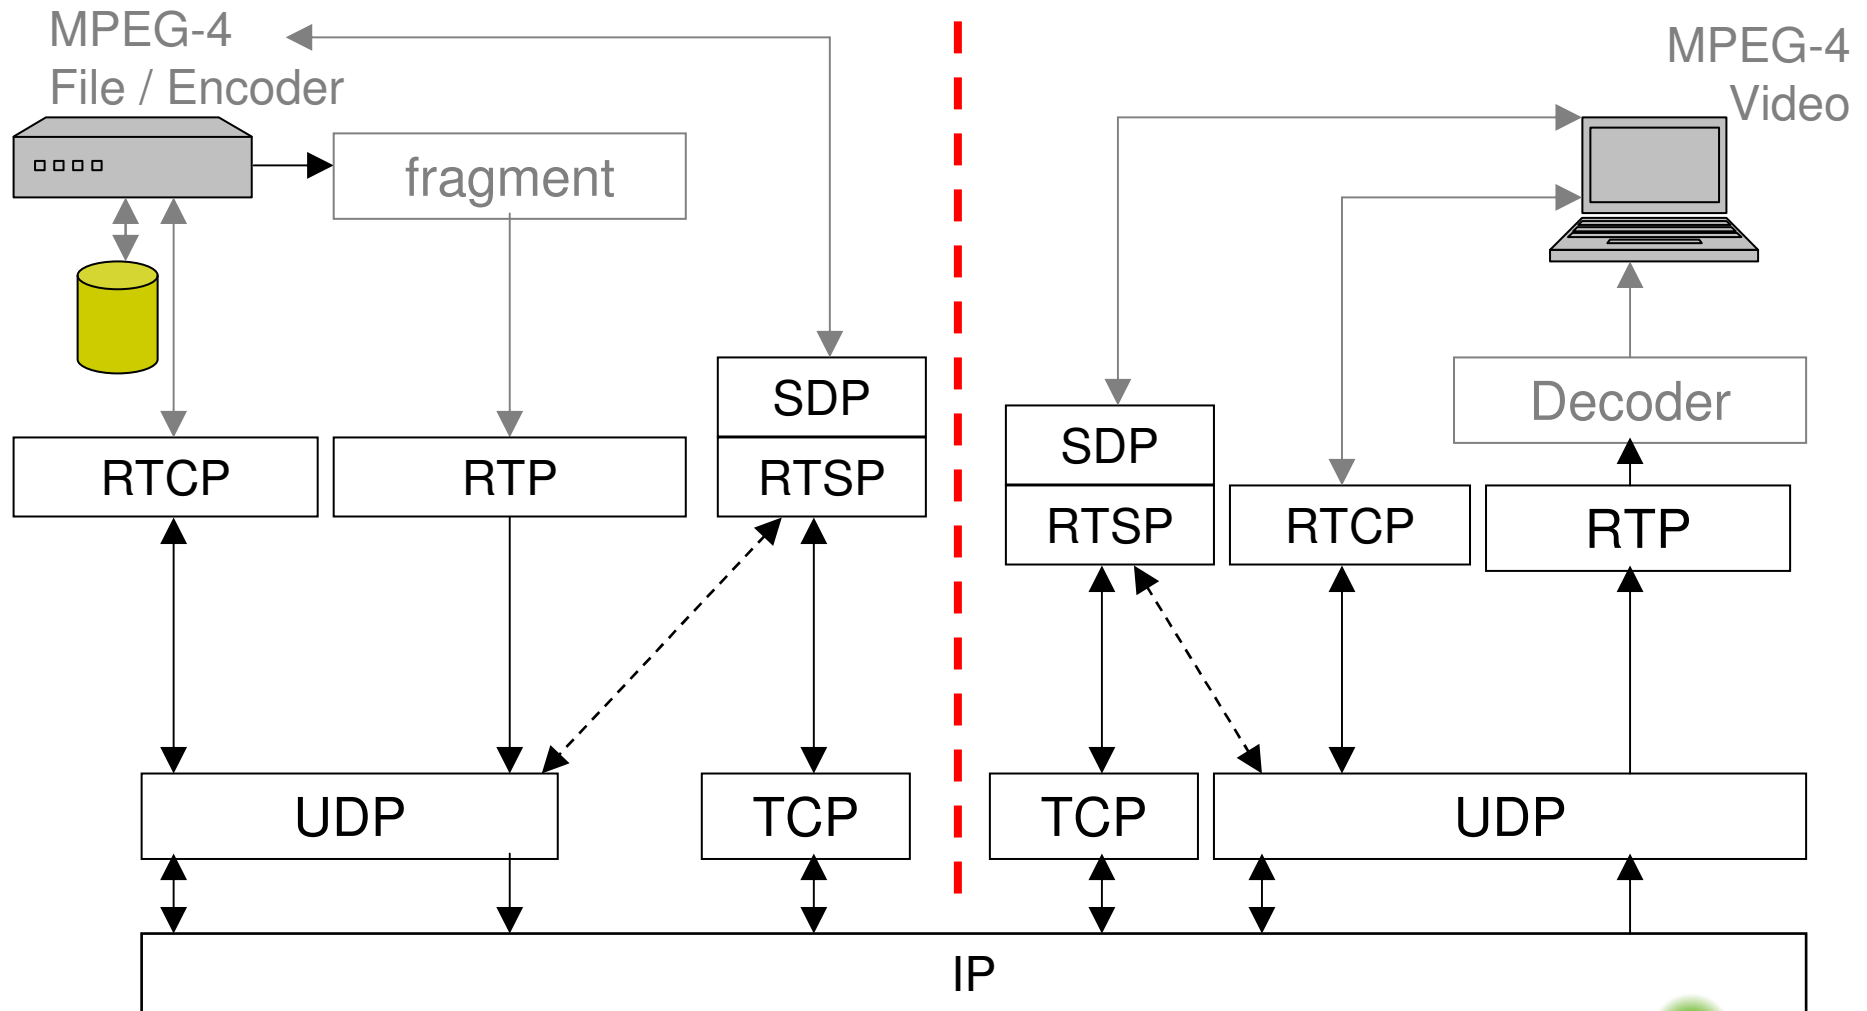 MPEG-4
File / Encoder
MPEG-4
Video
fragment
SDP
RTSP
RTCP
RTP
SDP
RTSP
RTCP
RTP
Decoder
UDP
TCP
TCP
UDP
IP